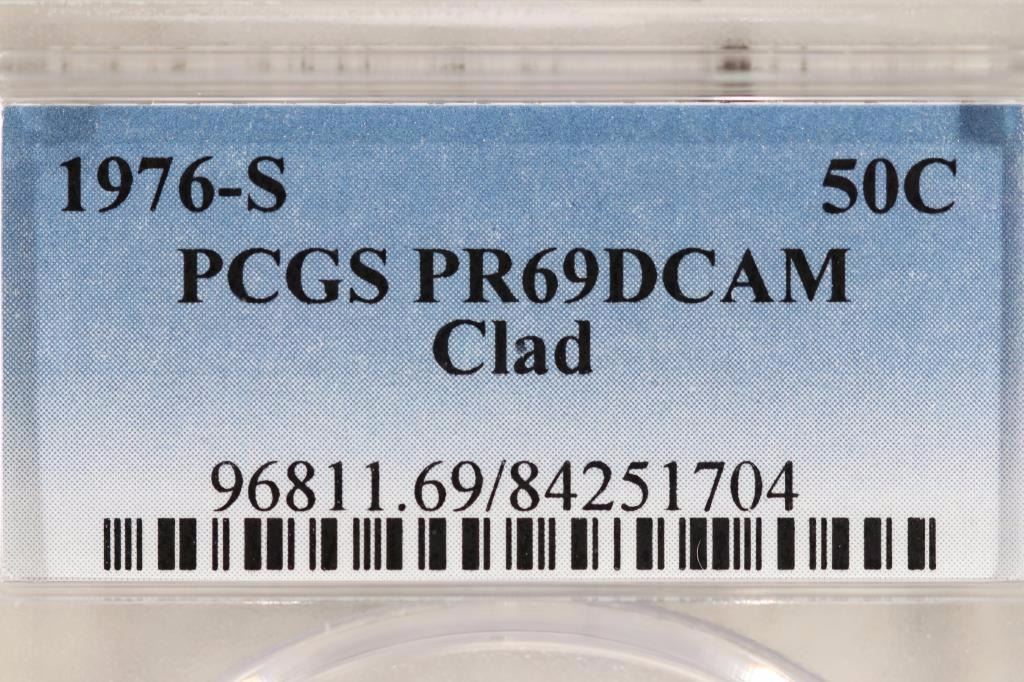 1976-S 50C
PCGS PR69DCAM
Clad
96811.69/84251704